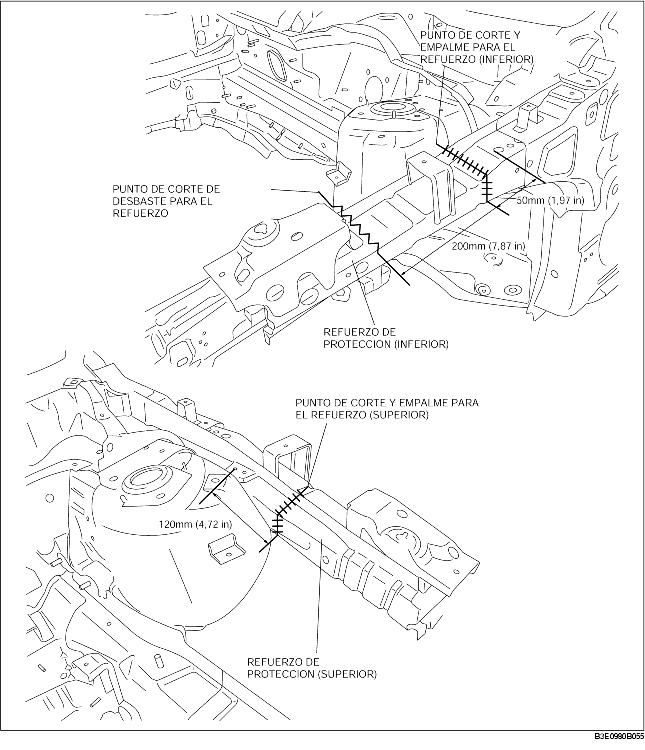 PUNTO DE CORTE Y
EMPALME PARA EL
REFUERZO (INFERIOR)
PUNTO DE CORTE DE
DESBASTE PARA EL
REFUERZO
50mm (1,97 in)
200mm (7,87 in)
REFUERZO DE
PROTECCION (INFERIOR)
PUNTO DE CORTE Y EMPALME PARA
EL REFUERZO (SUPERIOR)
120mm (4,72 in)
REFUERZO DE
PROTECCION (SUPERIOR)
B3E0980B055